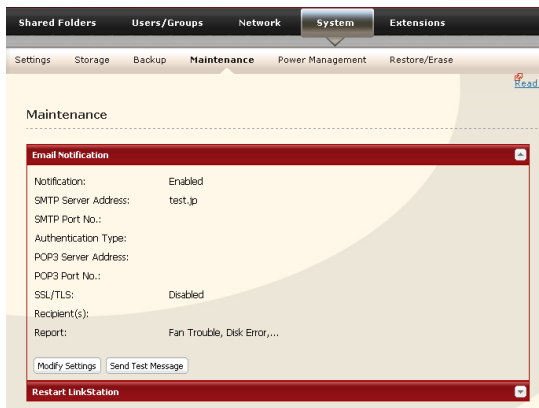 Shared Folders Users/Groups Network System Extensions
Settings Storage Backup Maintenance Power Management Restore/Erase
Read
Maintenance
Email Notification
Notification: Enabled
SMTP Server Address: test.jp
SMTP Port No.:
Authentication Type:
POP3 Server Address:
POP3 Port No.:
SSL/TLS: Disabled
Recipient(s):
Report: Fan Trouble, Disk Error,...
Modify Settings Send Test Message
Restart LinkStation